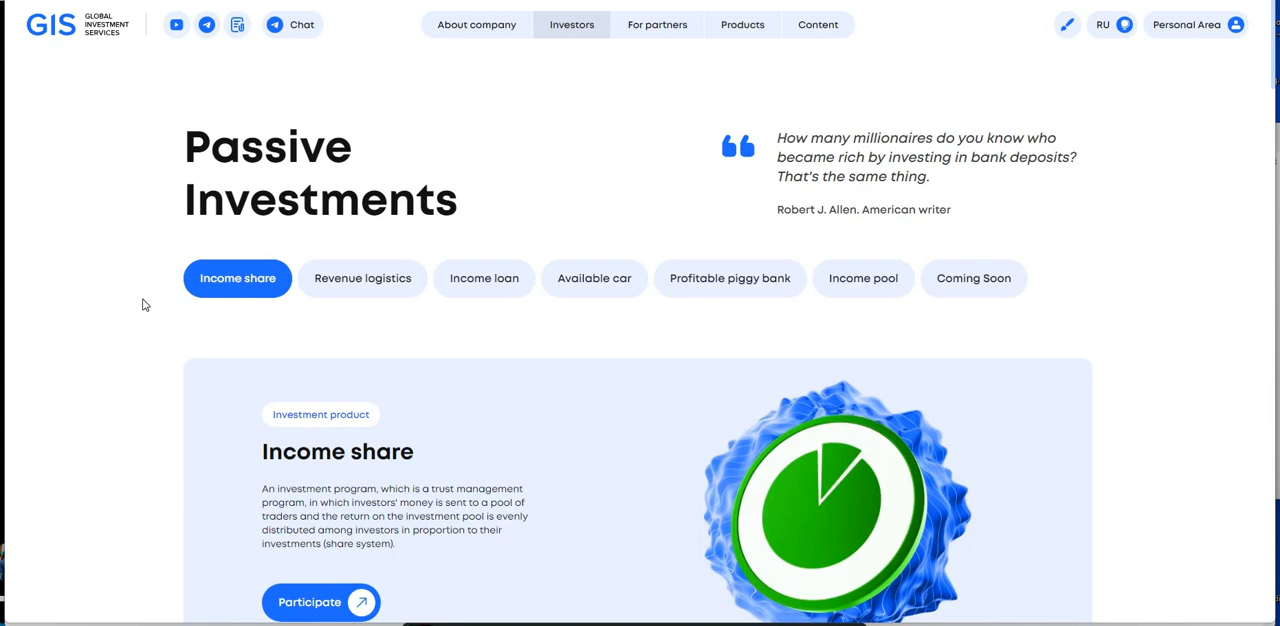 GIS
GLOBAL
INVESTMENT
SERVICES
Chat
About company
Investors
For partners
Products
Content
RU
Personal Area
Passive
Investments
How many millionaires do you know who
became rich by investing in bank deposits?
That's the same thing.
Robert J. Allen. American writer
Income share
Revenue logistics
Income loan
Available car
Profitable piggy bank
Income pool
Coming Soon
Investment product
Income share
An investment program, which is a trust management
program, in which investors' money is sent to a pool of
traders and the return on the investment pool is evenly
distributed among investors in proportion to their
investments (share system).
Participate